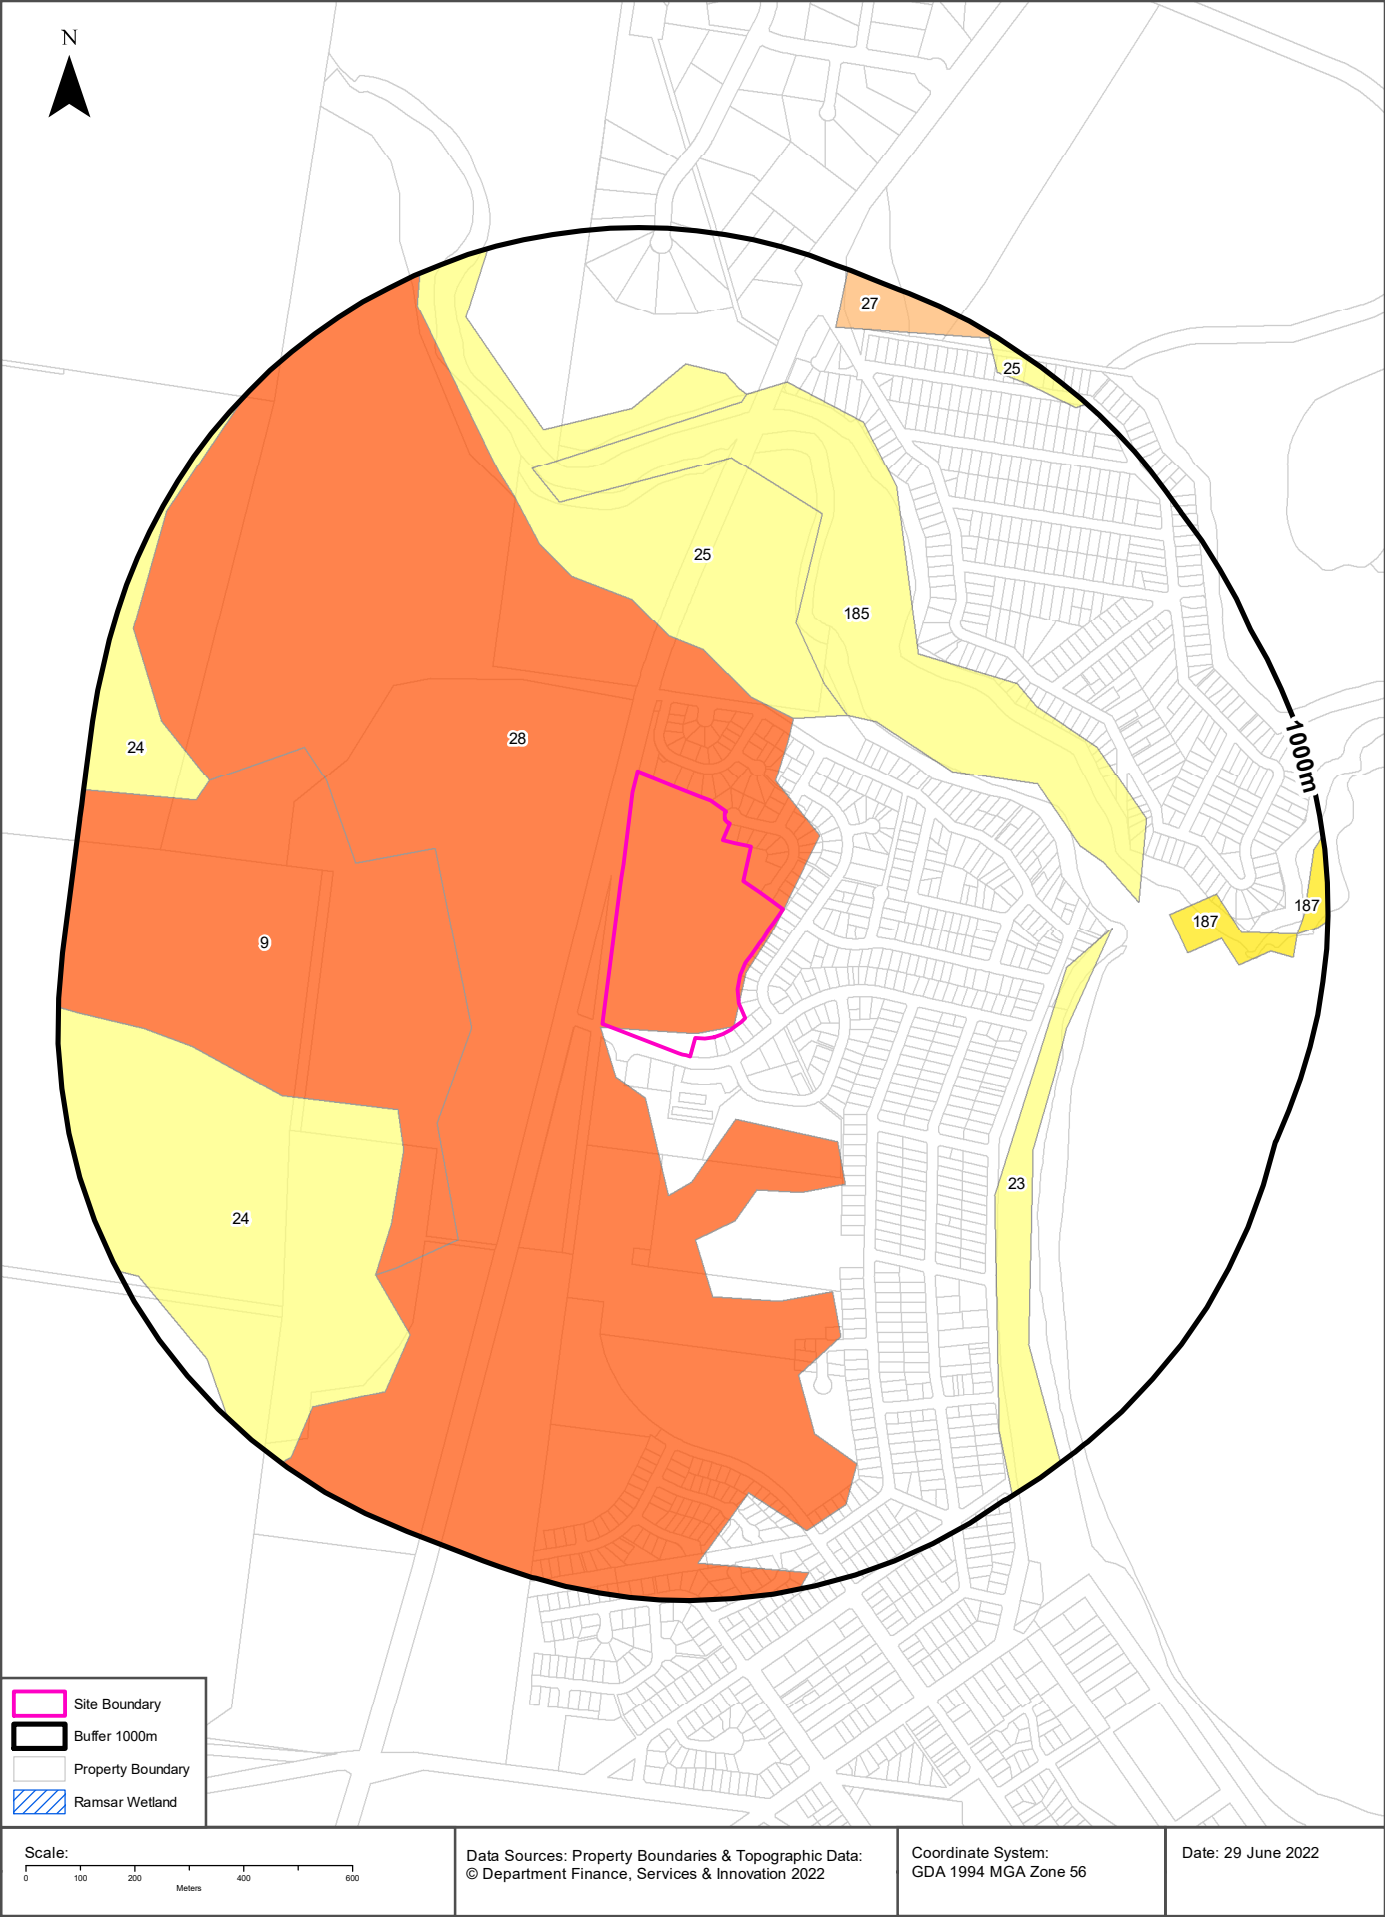 N
27
25
25
185
1000m
28
24
187
187
9
23
24
Site Boundary
Buffer 1000m
Property Boundary
Ramsar Wetland
Scale:
0 100 200 400 600
Meters
Data Sources: Property Boundaries & Topographic Data:
© Department Finance, Services & Innovation 2022
Coordinate System:
GDA 1994 MGA Zone 56
Date: 29 June 2022